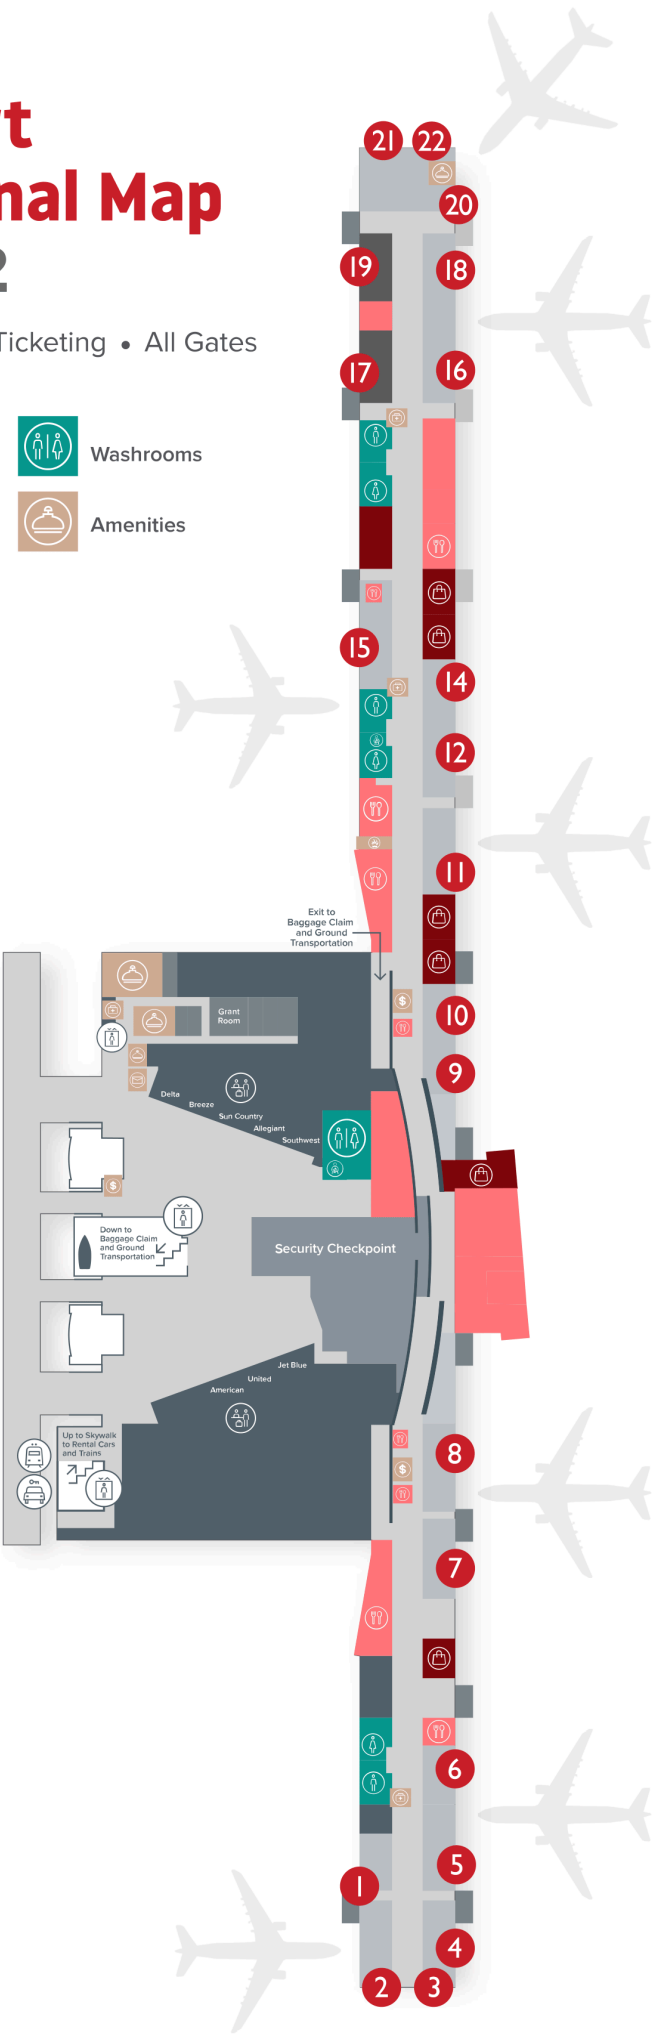 rt
nal Map
2
Ticketing • All Gates
Washrooms
Amenities
21
22
20
19
18
17
16
15
14
12
11
Exit to
Baggage Claim
and Ground
Transportation
$
Grant
Room
10
9
Delta
Breeze
Sun Country
Allegiant
Southwest
$
Down to
Baggage Claim
and Ground
Transportation
Security Checkpoint
Jet Blue
United
American
Up to Skywalk
to Rental Cars
and Trains
8
$
7
6
5
1
4
2
3